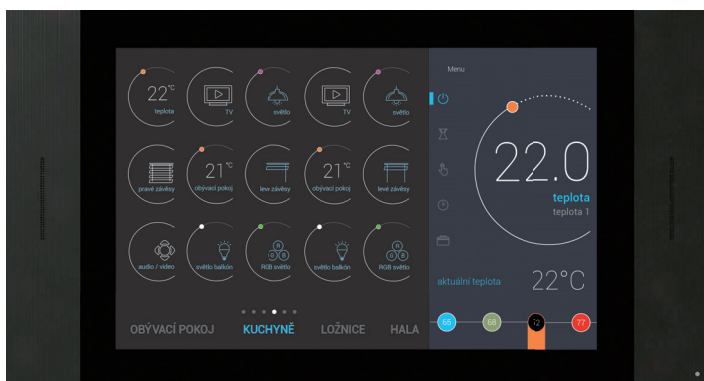 22°C
teplota
TV
světlo
TV
světlo
pravé závěsy
21°C
obývací pokoj
levé závěsy
21°C
obývací pokoj
levé závěsy
audio / video
světlo balkón
R
G B
RGB světlo
světlo balkón
R
G B
RGB světlo
OBÝVACÍ POKOJ KUCHYNĚ LOŽNICE HALA
Menu
22.0
teplota
teplota 1
aktuální teplota 22°C
66 68 72 77